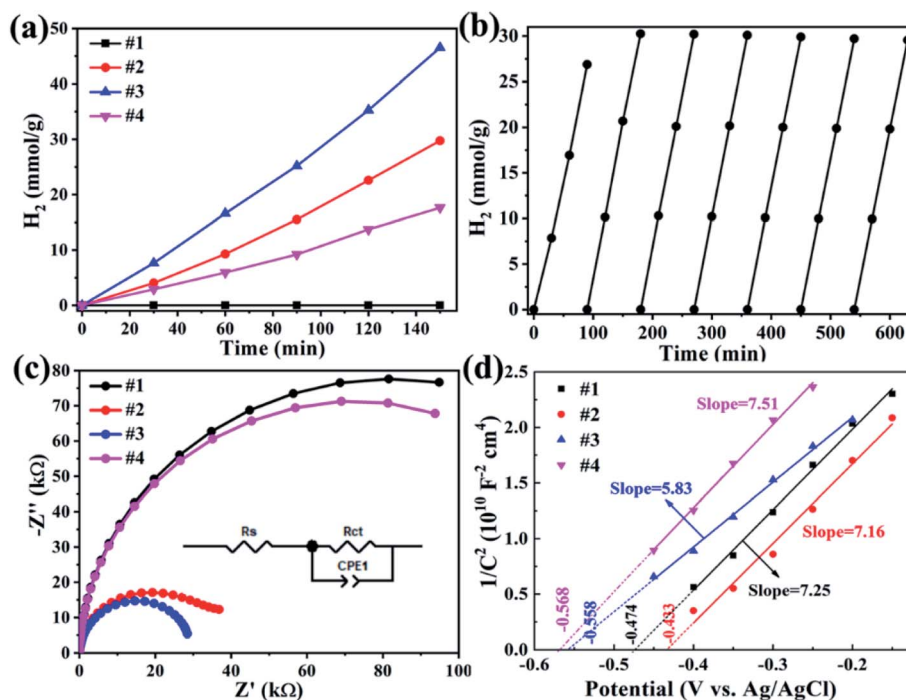 (a)
#1
#2
#3
#4
H2 (mmol/g)
50
40
30
20
10
0
0 20 40 60 80 100 120 140
Time (min)
(b)
H2 (mmol/g)
30
25
20
15
10
5
0
0 100 200 300 400 500 600
Time (min)
(c)
#1
#2
#3
#4
-Z'' (kΩ)
80
70
60
50
40
30
20
10
0
Rs
Rct
CPE1
0 20 40 60 80 100
Z' (kΩ)
(d)
#1
#2
#3
#4
1/C² (10¹⁰ F⁻² cm⁴)
2.5
2.0
1.5
1.0
0.5
0.0
Slope=7.51
Slope=5.83
Slope=7.16
Slope=7.25
-0.568
-0.558
-0.474
-0.433
-0.6 -0.5 -0.4 -0.3 -0.2
Potential (V vs. Ag/AgCl)